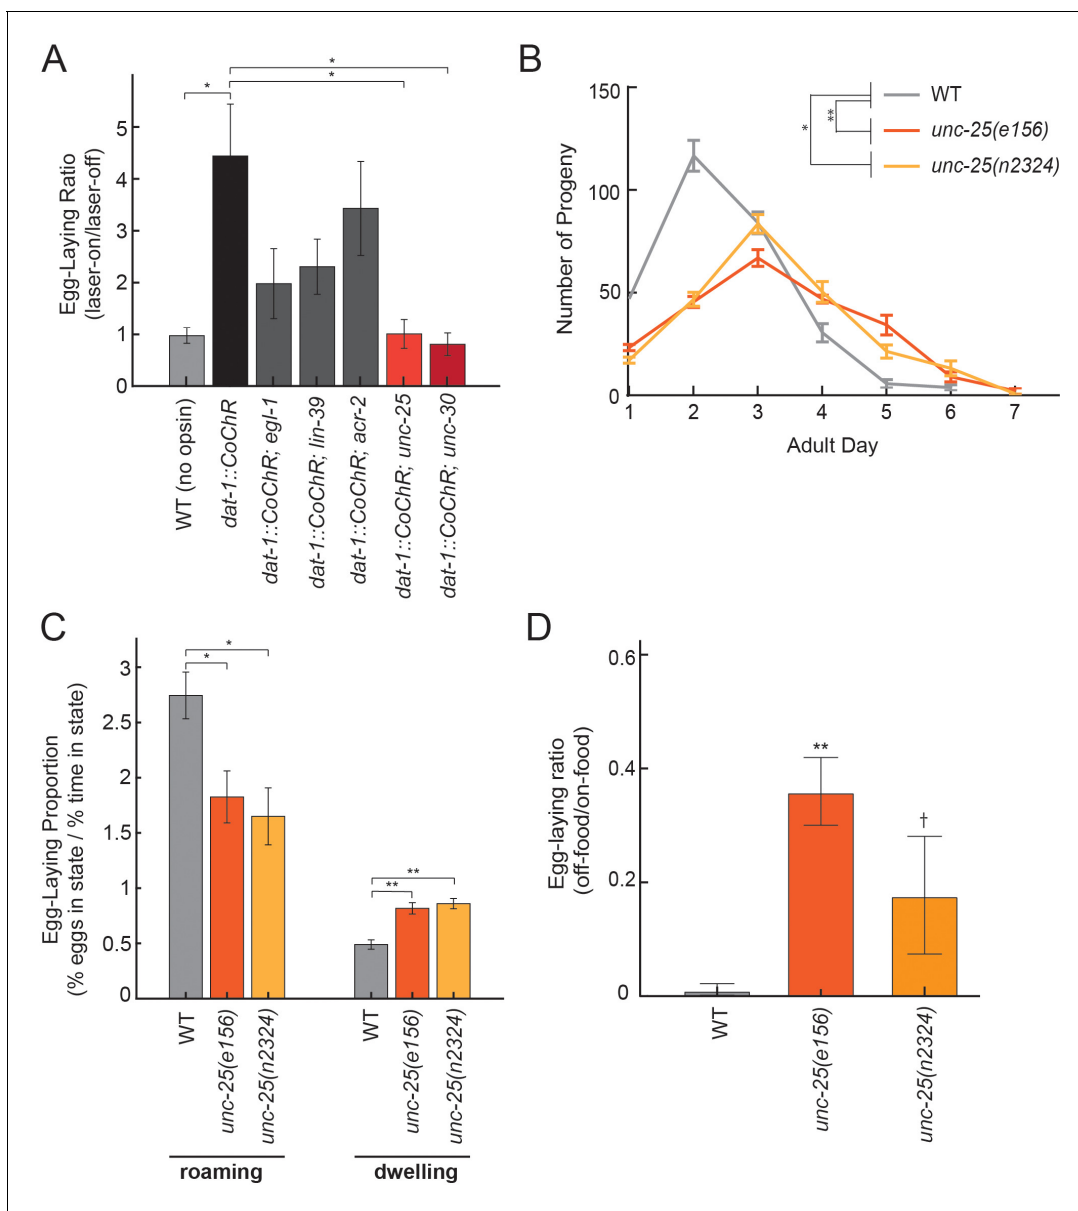 A
Egg-Laying Ratio
(laser-on/laser-off)
5
4
3
2
1
0
*
*
*
WT (no opsin)
dat-1::CoChR
dat-1::CoChR; egl-1
dat-1::CoChR; lin-39
dat-1::CoChR; acr-2
dat-1::CoChR; unc-25
dat-1::CoChR; unc-30
B
Number of Progeny
150
100
50
0
1 2 3 4 5 6 7
Adult Day
*
**
WT
unc-25(e156)
unc-25(n2324)
C
Egg-Laying Proportion
(% eggs in state / % time in state)
3
2.5
2
1.5
1
0.5
0
*
*
**
**
WT
unc-25(e156)
unc-25(n2324)
WT
unc-25(e156)
unc-25(n2324)
roaming
dwelling
D
Egg-laying ratio
(off-food/on-food)
0.6
0.4
0.2
0
**
†
WT
unc-25(e156)
unc-25(n2324)